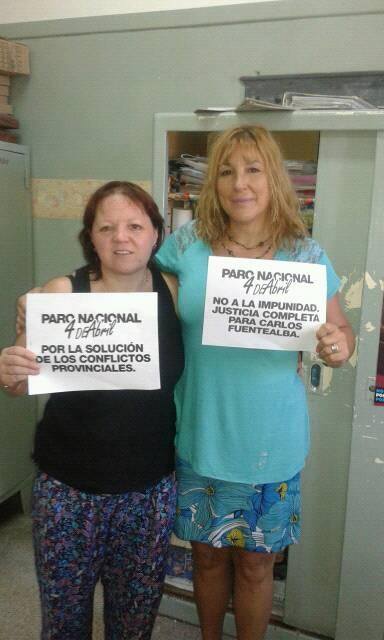 PARO NACIONAL
4 DE Abril
POR LA SOLUCIÓN
DE LOS CONFLICTOS
PROVINCIALES.
PARO NACIONAL
4 DE Abril
NO A LA IMPUNIDAD.
JUSTICIA COMPLETA
PARA CARLOS
FUENTEALBA.